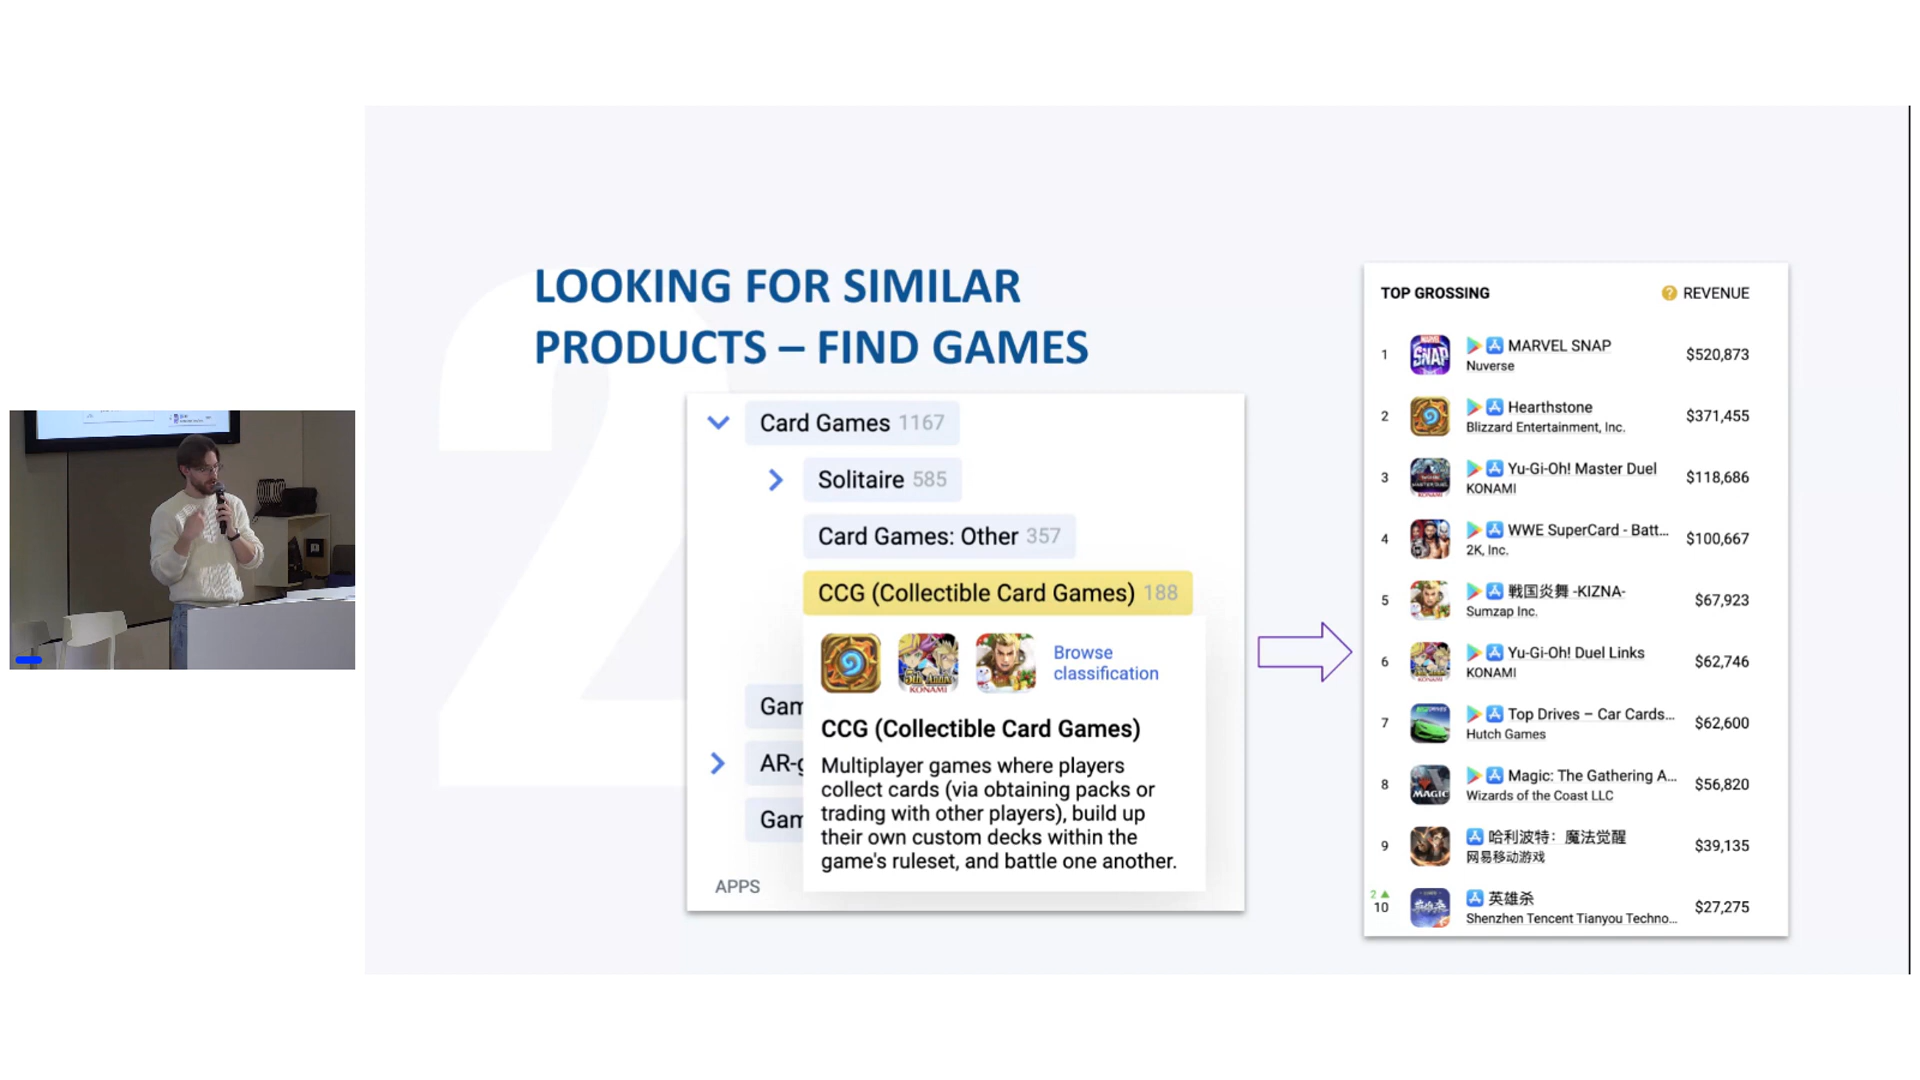 LOOKING FOR SIMILAR
PRODUCTS – FIND GAMES
Card Games 1167
Solitaire 585
Card Games: Other 357
CCG (Collectible Card Games) 188
Browse
classification
KONAMI
CCG (Collectible Card Games)
Multiplayer games where players
collect cards (via obtaining packs or
trading with other players), build up
their own custom decks within the
game's ruleset, and battle one another.
Gam
AR-g
Gam
APPS
TOP GROSSING
? REVENUE
1
MARVEL SNAP
Nuverse
$520,873
2
Hearthstone
Blizzard Entertainment, Inc.
$371,455
3
Yu-Gi-Oh! Master Duel
KONAMI
$118,686
4
WWE SuperCard - Batt...
2K, Inc.
$100,667
5
戦国炎舞 -KIZNA-
Sumzap Inc.
$67,923
6
Yu-Gi-Oh! Duel Links
KONAMI
$62,746
7
Top Drives – Car Cards...
Hutch Games
$62,600
8
Magic: The Gathering A...
Wizards of the Coast LLC
$56,820
9
哈利波特：魔法觉醒
网易移动游戏
$39,135
2
10
英雄杀
Shenzhen Tencent Tianyou Techno...
$27,275
SNAP
MAGIC